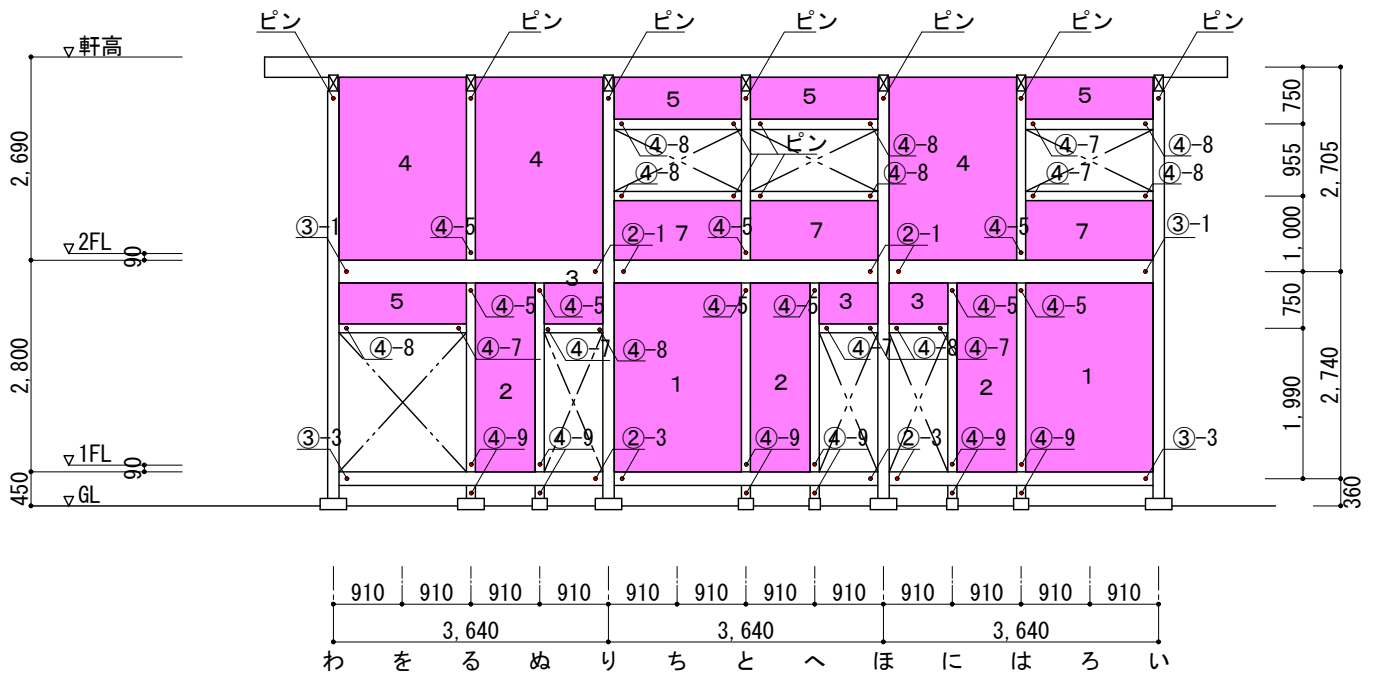 ピン ピン ピン ピン ピン ピン ピン
軒高
5 5 5
750
④-8 ピン ④-8 ④-7 ④-8
4 4 4
955
④-8 ④-8 ④-7 ④-8
2,690
2,705
③-1 ④-5 ②-1 7 ④-5 7 ②-1 ④-5 7 ③-1
1,000
2FL
90
3
5 ④-5 ④-5 ④-5 ④-5 3 3 ④-5 ④-5
750
④-8 ④-7 ④-7 ④-8 ④-7 ④-8 ④-7
2,800
2,740
2 1 2 2 1
1,990
③-3 ④-9 ④-9 ②-3 ④-9 ④-9 ②-3 ④-9 ④-9 ③-3
1FL
90
450
GL
360
910 910 910 910 910 910 910 910 910 910 910 910
3,640 3,640 3,640
わ を る ぬ り ち と へ ほ に は ろ い